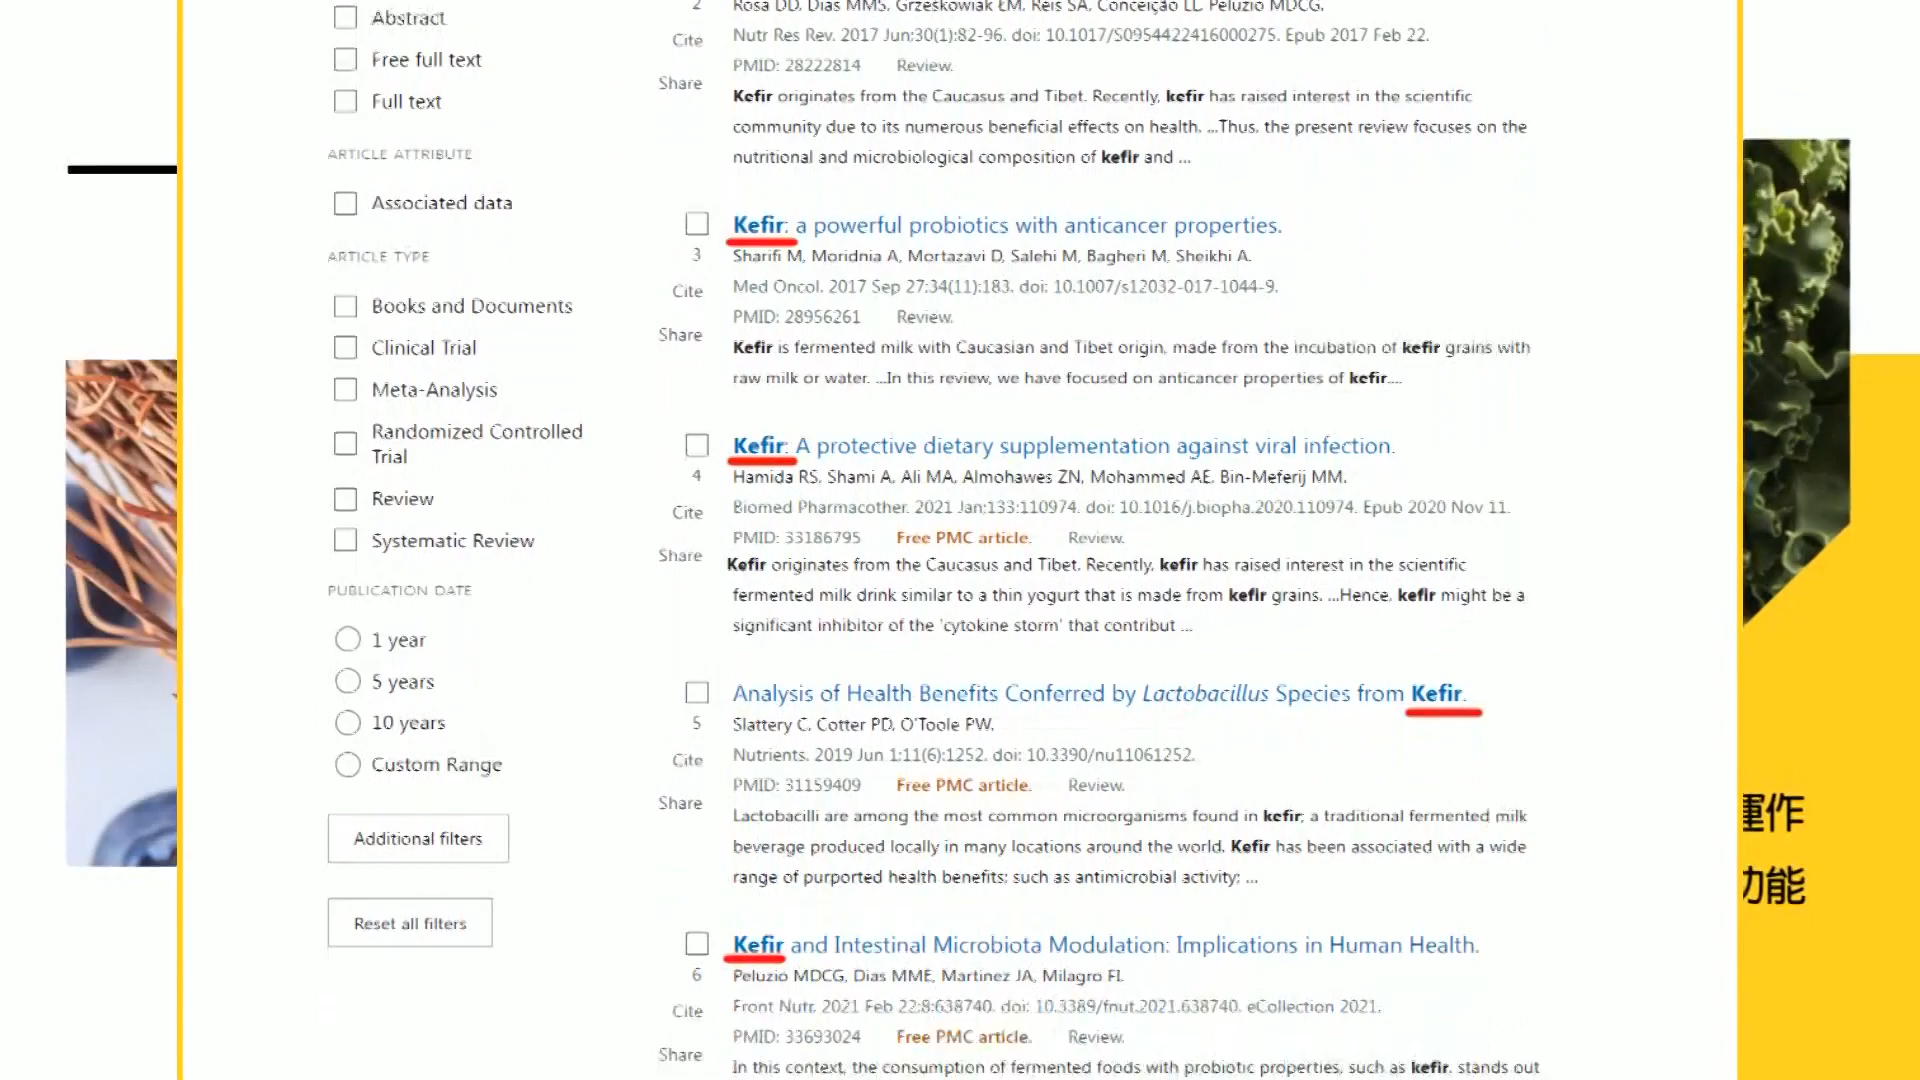 Abstract
Free full text
Full text
ARTICLE ATTRIBUTE
Associated data
ARTICLE TYPE
Books and Documents
Clinical Trial
Meta-Analysis
Randomized Controlled
Trial
Review
Systematic Review
PUBLICATION DATE
1 year
5 years
10 years
Custom Range
Additional filters
Reset all filters
2
Cite
Share
Rosa DD, Dias MMS, Grześkowiak ŁM, Reis SA, Conceição LL, Peluzio MDCG.
Nutr Res Rev. 2017 Jun;30(1):82-96. doi: 10.1017/S0954422416000275. Epub 2017 Feb 22.
PMID: 28222814 Review.
Kefir originates from the Caucasus and Tibet. Recently, kefir has raised interest in the scientific
community due to its numerous beneficial effects on health. ...Thus, the present review focuses on the
nutritional and microbiological composition of kefir and ...
3
Cite
Share
Kefir: a powerful probiotics with anticancer properties.
Sharifi M, Moridnia A, Mortazavi D, Salehi M, Bagheri M, Sheikhi A.
Med Oncol. 2017 Sep 27;34(11):183. doi: 10.1007/s12032-017-1044-9.
PMID: 28956261 Review.
Kefir is fermented milk with Caucasian and Tibet origin, made from the incubation of kefir grains with
raw milk or water. ...In this review, we have focused on anticancer properties of kefir....
4
Cite
Share
Kefir: A protective dietary supplementation against viral infection.
Hamida RS, Shami A, Ali MA, Almohawes ZN, Mohammed AE, Bin-Meferij MM.
Biomed Pharmacother. 2021 Jan;133:110974. doi: 10.1016/j.biopha.2020.110974. Epub 2020 Nov 11.
PMID: 33186795 Free PMC article. Review.
Kefir originates from the Caucasus and Tibet. Recently, kefir has raised interest in the scientific
fermented milk drink similar to a thin yogurt that is made from kefir grains. ...Hence, kefir might be a
significant inhibitor of the 'cytokine storm' that contribut ...
5
Cite
Share
Analysis of Health Benefits Conferred by Lactobacillus Species from Kefir.
Slattery C, Cotter PD, O'Toole PW.
Nutrients. 2019 Jun 1;11(6):1252. doi: 10.3390/nu11061252.
PMID: 31159409 Free PMC article. Review.
Lactobacilli are among the most common microorganisms found in kefir; a traditional fermented milk
beverage produced locally in many locations around the world. Kefir has been associated with a wide
range of purported health benefits; such as antimicrobial activity; ...
6
Cite
Share
Kefir and Intestinal Microbiota Modulation: Implications in Human Health.
Peluzio MDCG, Dias MME, Martinez JA, Milagro FI.
Front Nutr. 2021 Feb 22;8:638740. doi: 10.3389/fnut.2021.638740. eCollection 2021.
PMID: 33693024 Free PMC article. Review.
In this context, the consumption of fermented foods with probiotic properties, such as kefir, stands out
運作
功能